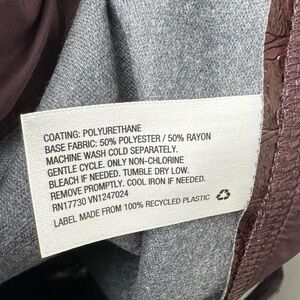 COATING: POLYURETHANE
BASE FABRIC: 50% POLYESTER / 50% RAYON
MACHINE WASH COLD SEPARATELY.
GENTLE CYCLE. ONLY NON-CHLORINE
BLEACH IF NEEDED. TUMBLE DRY LOW.
REMOVE PROMPTLY. COOL IRON IF NEEDED.
RN17730 VN1247024
LABEL MADE FROM 100% RECYCLED PLASTIC